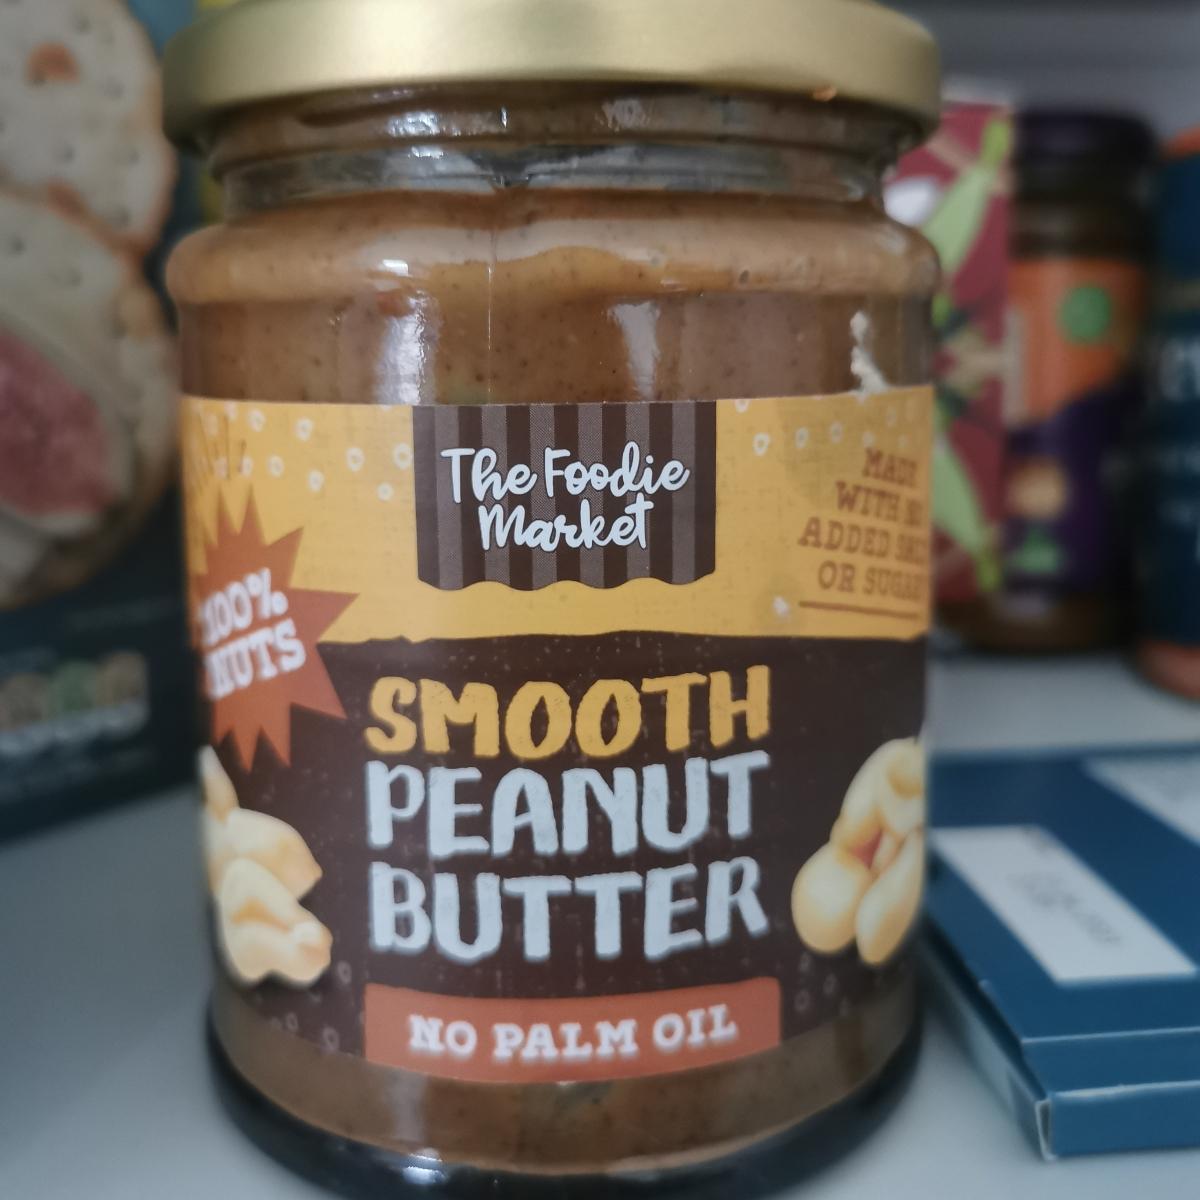 The Foodie
Market
MADE
WITH NO
ADDED SALT
OR SUGAR
100%
NUTS
SMOOTH
PEANUT
BUTTER
NO PALM OIL